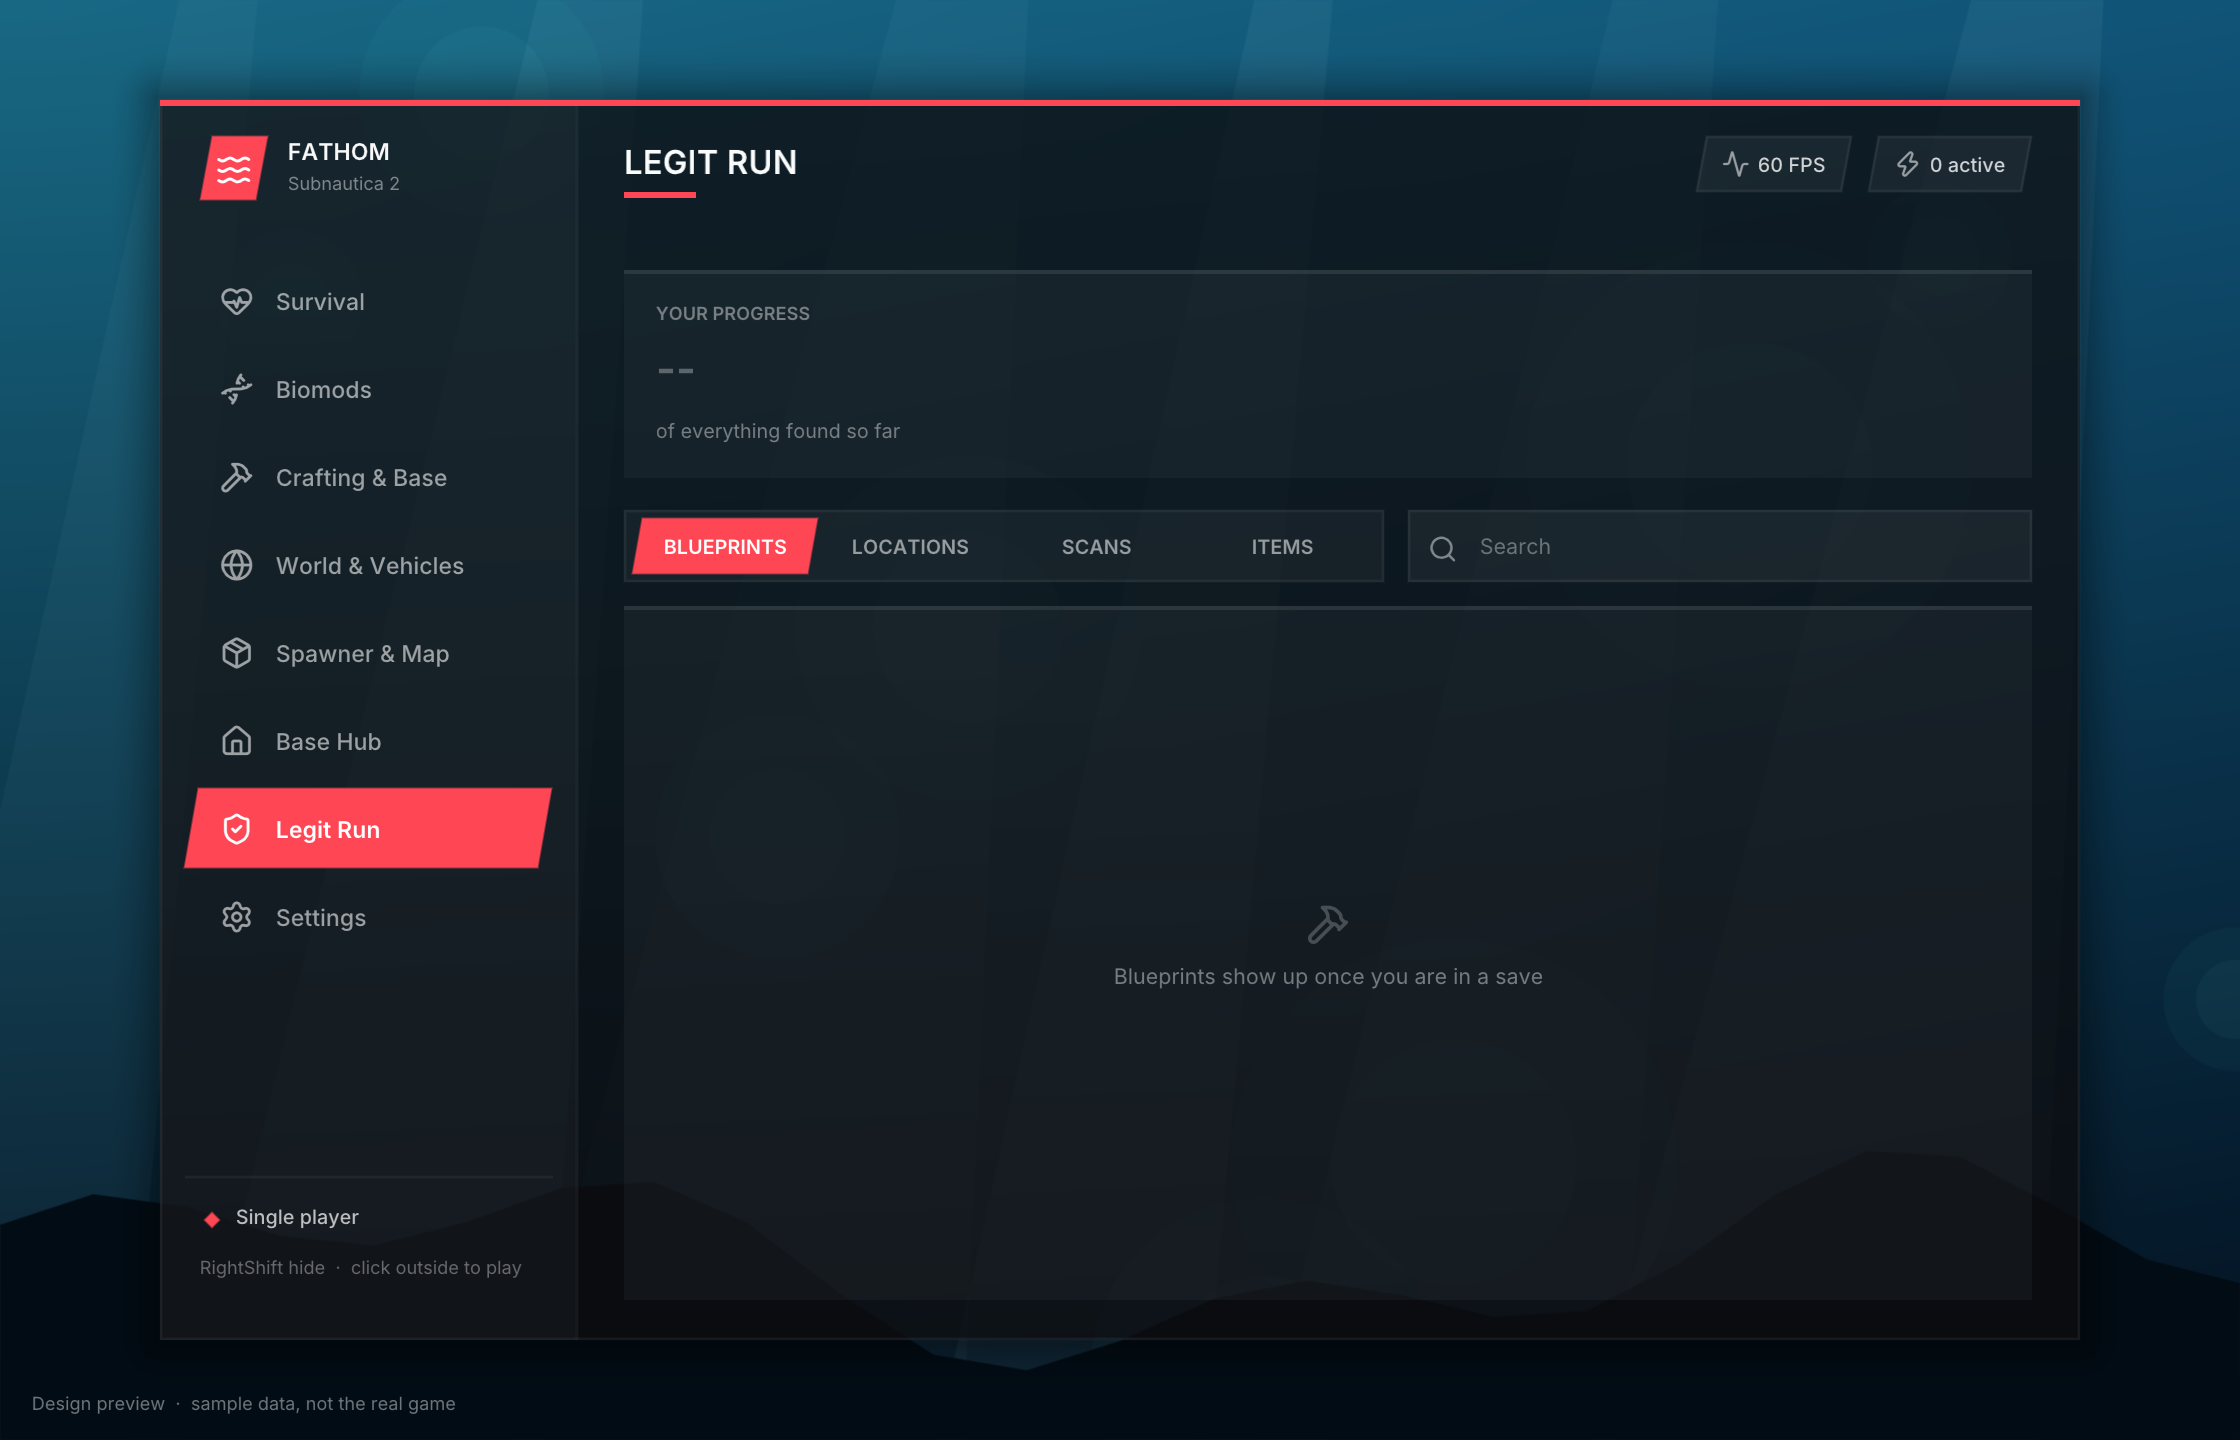 FATHOM
Subnautica 2
Survival
Biomods
Crafting & Base
World & Vehicles
Spawner & Map
Base Hub
Legit Run
Settings
Single player
RightShift hide · click outside to play
LEGIT RUN
60 FPS
0 active
YOUR PROGRESS
--
of everything found so far
BLUEPRINTS LOCATIONS SCANS ITEMS
Search
Blueprints show up once you are in a save
Design preview · sample data, not the real game